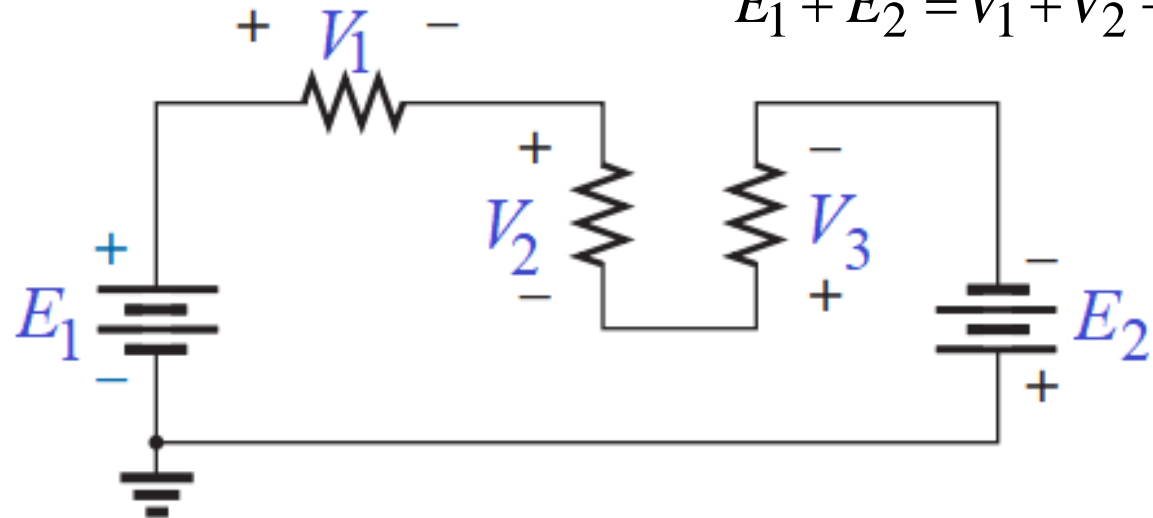 E₁ + E₂ = V₁ + V₂
+ V₁ −
+ −
V₂ V₃
− +
+
E₁
−
−
E₂
+